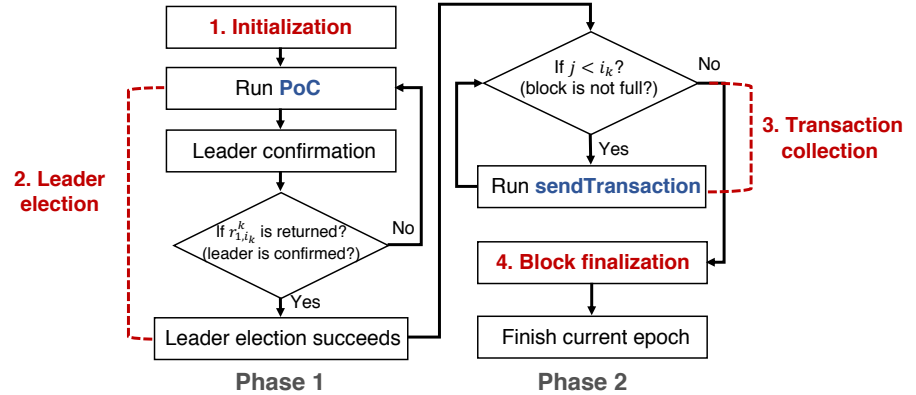 1. Initialization
Run PoC
Leader confirmation
2. Leader
election
If r^k_{1,i_k} is returned?
(leader is confirmed?)
No
Yes
Leader election succeeds
Phase 1
If j < i_k?
(block is not full?)
No
Yes
Run sendTransaction
3. Transaction
collection
4. Block finalization
Finish current epoch
Phase 2